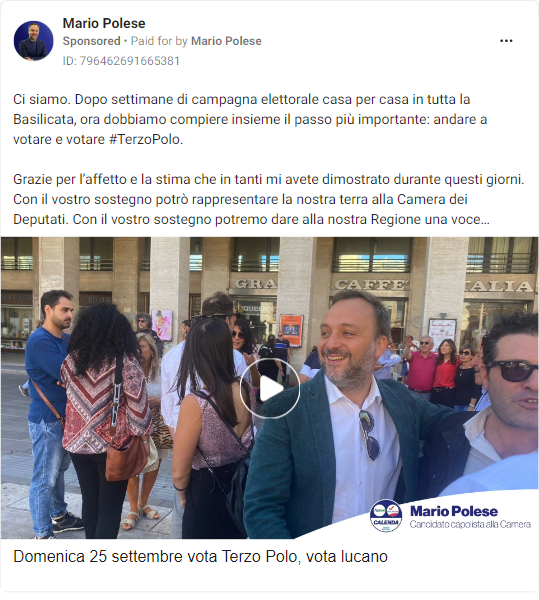 Mario Polese
Sponsored • Paid for by Mario Polese
ID: 796462691665381
Ci siamo. Dopo settimane di campagna elettorale casa per casa in tutta la
Basilicata, ora dobbiamo compiere insieme il passo più importante: andare a
votare e votare #TerzoPolo.
Grazie per l'affetto e la stima che in tanti mi avete dimostrato durante questi giorni.
Con il vostro sostegno potrò rappresentare la nostra terra alla Camera dei
Deputati. Con il vostro sostegno potremo dare alla nostra Regione una voce...
GRA CAFFE ITALIA
QUEEN
CALENDA
Mario Polese
Candidato capolista alla Camera
Domenica 25 settembre vota Terzo Polo, vota lucano